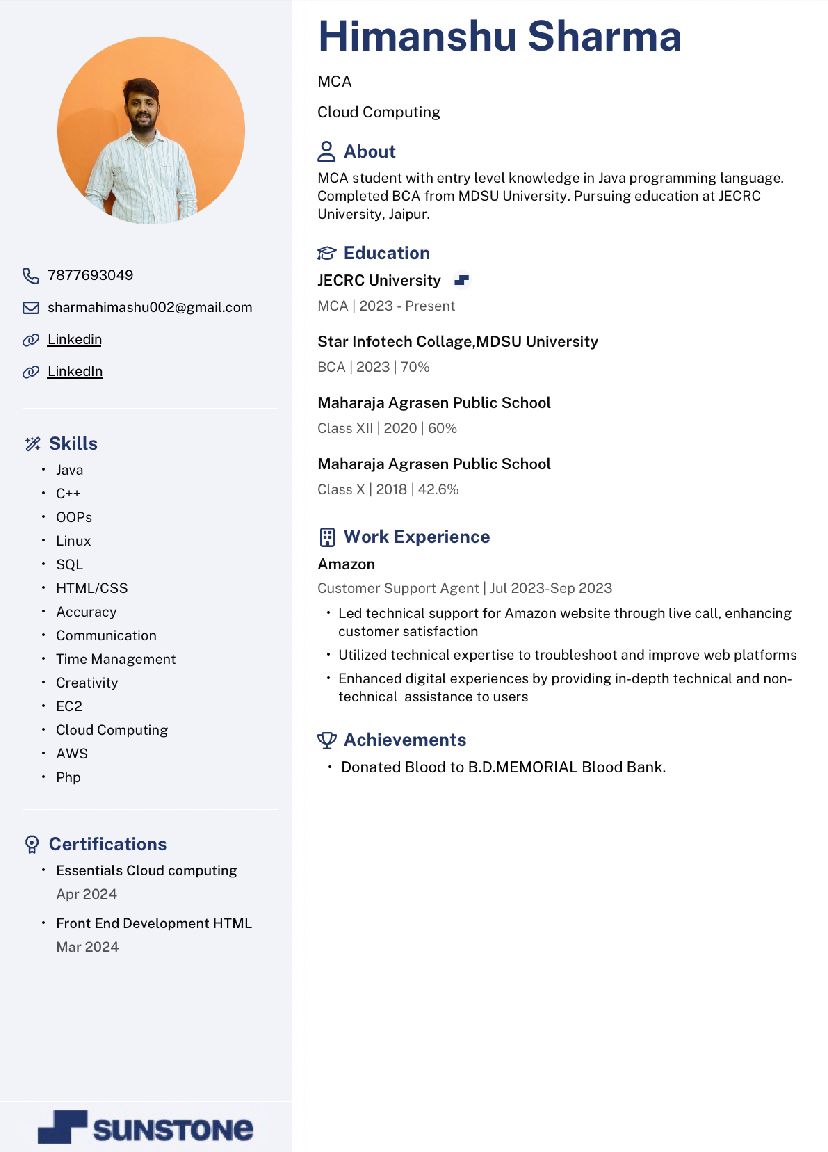 Himanshu Sharma
MCA
Cloud Computing
7877693049
sharmahimashu002@gmail.com
Linkedin
LinkedIn
Skills
• Java
• C++
• OOPs
• Linux
• SQL
• HTML/CSS
• Accuracy
• Communication
• Time Management
• Creativity
• EC2
• Cloud Computing
• AWS
• Php
Certifications
• Essentials Cloud computing
Apr 2024
• Front End Development HTML
Mar 2024
SUNSTONE
About
MCA student with entry level knowledge in Java programming language.
Completed BCA from MDSU University. Pursuing education at JECRC
University, Jaipur.
Education
JECRC University
MCA | 2023 - Present
Star Infotech Collage,MDSU University
BCA | 2023 | 70%
Maharaja Agrasen Public School
Class XII | 2020 | 60%
Maharaja Agrasen Public School
Class X | 2018 | 42.6%
Work Experience
Amazon
Customer Support Agent | Jul 2023-Sep 2023
• Led technical support for Amazon website through live call, enhancing
customer satisfaction
• Utilized technical expertise to troubleshoot and improve web platforms
• Enhanced digital experiences by providing in-depth technical and non-
technical  assistance to users
Achievements
• Donated Blood to B.D.MEMORIAL Blood Bank.